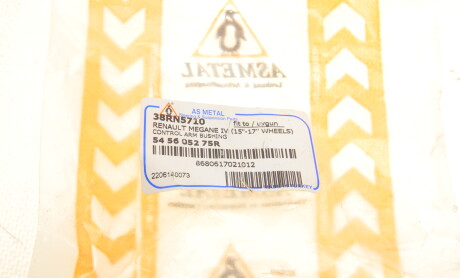 ASMETAL
AS METAL
38RN5710 fit to / uygun
RENAULT MEGANE IV (15"-17" WHEELS)
CONTROL ARM BUSHING
54 56 052 75R
8680617021012
2206140073